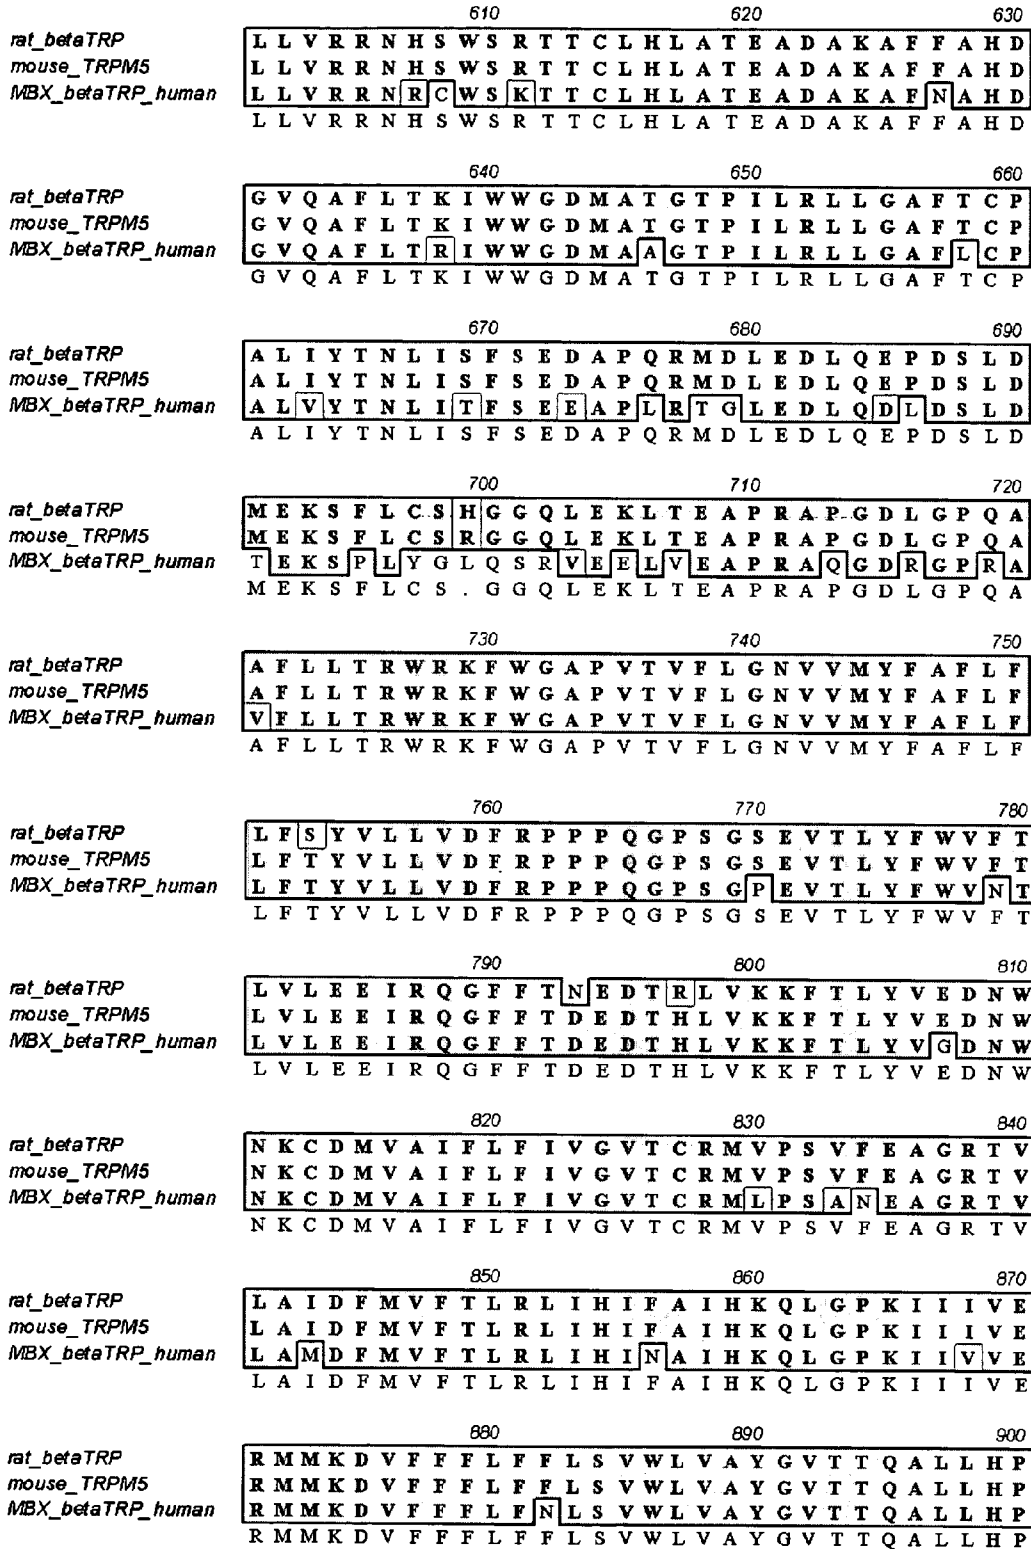 610 620 630
rat_betaTRP L L V R R N H S W S R T T C L H L A T E A D A K A F F A H D
mouse_TRPM5 L L V R R N H S W S R T T C L H L A T E A D A K A F F A H D
MBX_betaTRP_human L L V R R N R C W S K T T C L H L A T E A D A K A F N A H D
L L V R R N H S W S R T T C L H L A T E A D A K A F F A H D
640 650 660
rat_betaTRP G V Q A F L T K I W W G D M A T G T P I L R L L G A F T C P
mouse_TRPM5 G V Q A F L T K I W W G D M A T G T P I L R L L G A F T C P
MBX_betaTRP_human G V Q A F L T R I W W G D M A A G T P I L R L L G A F L C P
G V Q A F L T K I W W G D M A T G T P I L R L L G A F T C P
670 680 690
rat_betaTRP A L I Y T N L I S F S E D A P Q R M D L E D L Q E P D S L D
mouse_TRPM5 A L I Y T N L I S F S E D A P Q R M D L E D L Q E P D S L D
MBX_betaTRP_human A L V Y T N L I T F S E E A P L R T G L E D L Q D L D S L D
A L I Y T N L I S F S E D A P Q R M D L E D L Q E P D S L D
700 710 720
rat_betaTRP M E K S F L C S H G G Q L E K L T E A P R A P G D L G P Q A
mouse_TRPM5 M E K S F L C S R G G Q L E K L T E A P R A P G D L G P Q A
MBX_betaTRP_human T E K S P L Y G L Q S R V E E L V E A P R A Q G D R G P R A
M E K S F L C S . G G Q L E K L T E A P R A P G D L G P Q A
730 740 750
rat_betaTRP A F L L T R W R K F W G A P V T V F L G N V V M Y F A F L F
mouse_TRPM5 A F L L T R W R K F W G A P V T V F L G N V V M Y F A F L F
MBX_betaTRP_human V F L L T R W R K F W G A P V T V F L G N V V M Y F A F L F
A F L L T R W R K F W G A P V T V F L G N V V M Y F A F L F
760 770 780
rat_betaTRP L F S Y V L L V D F R P P P Q G P S G S E V T L Y F W V F T
mouse_TRPM5 L F T Y V L L V D F R P P P Q G P S G S E V T L Y F W V F T
MBX_betaTRP_human L F T Y V L L V D F R P P P Q G P S G P E V T L Y F W V N T
L F T Y V L L V D F R P P P Q G P S G S E V T L Y F W V F T
790 800 810
rat_betaTRP L V L E E I R Q G F F T N E D T R L V K K F T L Y V E D N W
mouse_TRPM5 L V L E E I R Q G F F T D E D T H L V K K F T L Y V E D N W
MBX_betaTRP_human L V L E E I R Q G F F T D E D T H L V K K F T L Y V G D N W
L V L E E I R Q G F F T D E D T H L V K K F T L Y V E D N W
820 830 840
rat_betaTRP N K C D M V A I F L F I V G V T C R M V P S V F E A G R T V
mouse_TRPM5 N K C D M V A I F L F I V G V T C R M V P S V F E A G R T V
MBX_betaTRP_human N K C D M V A I F L F I V G V T C R M L P S A N E A G R T V
N K C D M V A I F L F I V G V T C R M V P S V F E A G R T V
850 860 870
rat_betaTRP L A I D F M V F T L R L I H I F A I H K Q L G P K I I I V E
mouse_TRPM5 L A I D F M V F T L R L I H I F A I H K Q L G P K I I I V E
MBX_betaTRP_human L A M D F M V F T L R L I H I N A I H K Q L G P K I I V V E
L A I D F M V F T L R L I H I F A I H K Q L G P K I I I V E
880 890 900
rat_betaTRP R M M K D V F F F L F F L S V W L V A Y G V T T Q A L L H P
mouse_TRPM5 R M M K D V F F F L F F L S V W L V A Y G V T T Q A L L H P
MBX_betaTRP_human R M M K D V F F F L F N L S V W L V A Y G V T T Q A L L H P
R M M K D V F F F L F F L S V W L V A Y G V T T Q A L L H P